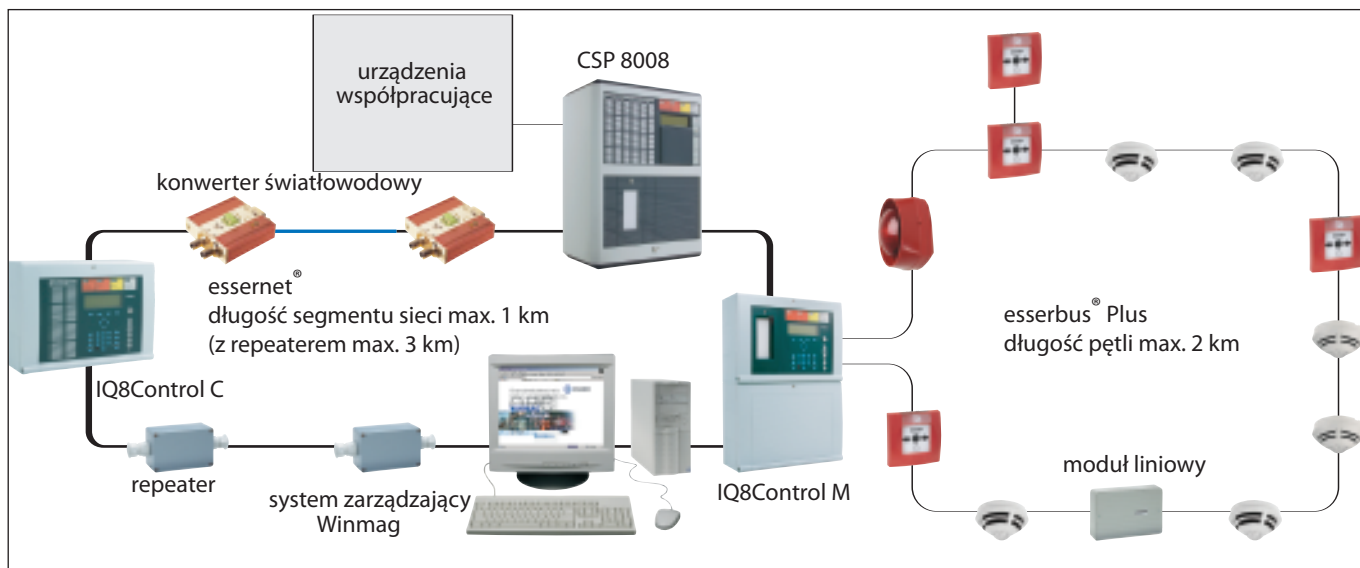 urządzenia
współpracujące
CSP 8008
konwerter światłowodowy
essernet®
długość segmentu sieci max. 1 km
(z repeaterem max. 3 km)
esserbus® Plus
długość pętli max. 2 km
IQ8Control C
repeater
system zarządzający
Winmag
IQ8Control M
moduł liniowy